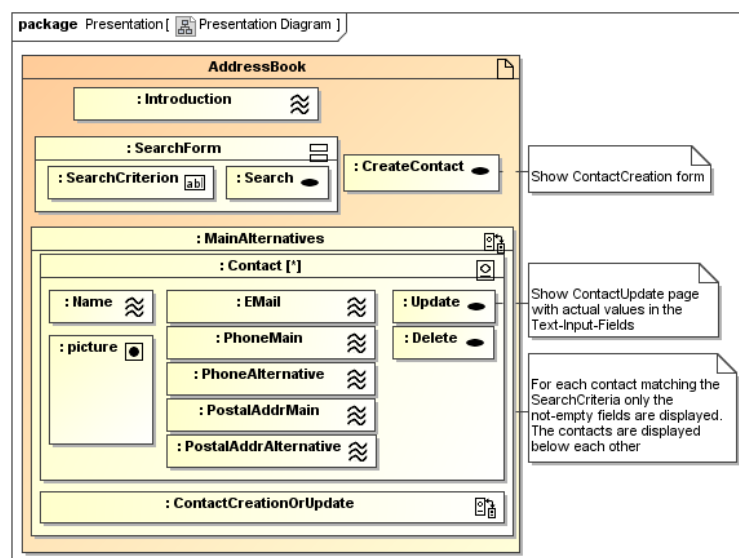 package Presentation [ Presentation Diagram ]
AddressBook
: Introduction
: SearchForm
: SearchCriterion ab
: Search
: CreateContact
Show ContactCreation form
: MainAlternatives
: Contact [*]
: Name
: EMail
: Update
Show ContactUpdate page
with actual values in the
Text-Input-Fields
: picture
: PhoneMain
: Delete
: PhoneAlternative
: PostalAddrMain
: PostalAddrAlternative
For each contact matching the
SearchCriteria only the
not-empty fields are displayed.
The contacts are displayed
below each other
: ContactCreationOrUpdate